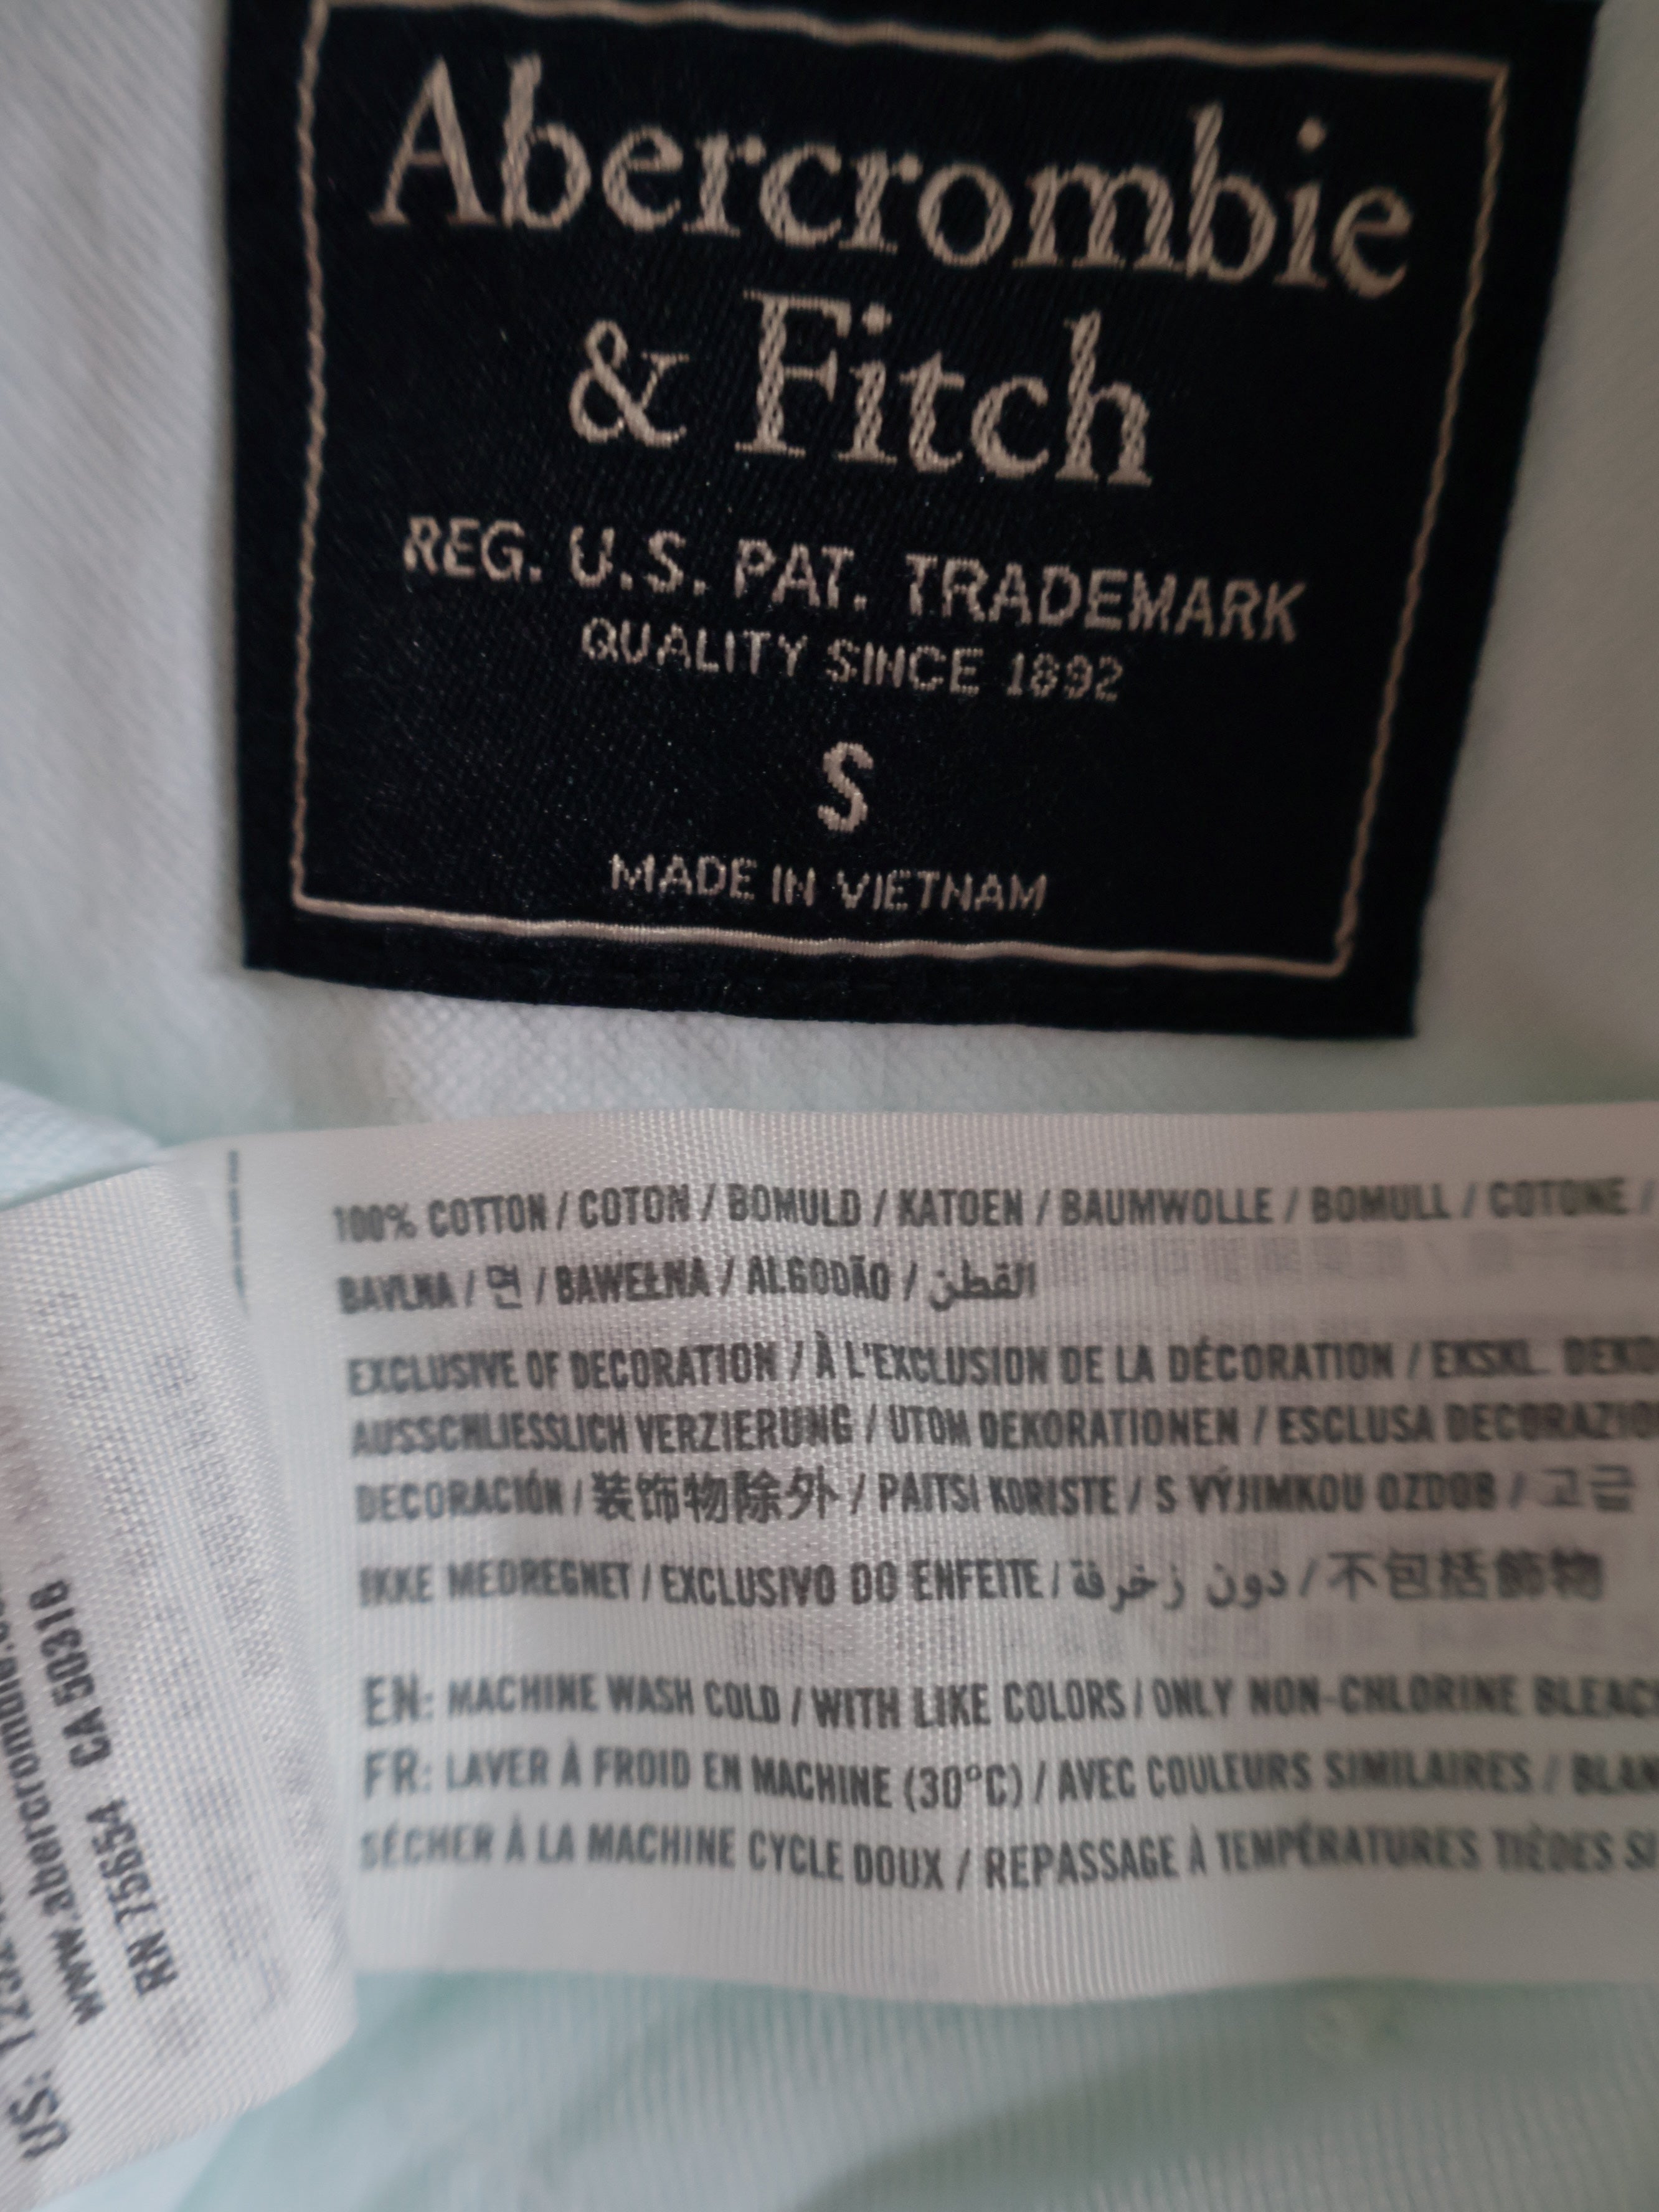 Abercrombie
& Fitch
REG. U.S. PAT. TRADEMARK
QUALITY SINCE 1892
S
MADE IN VIETNAM
100% COTTON / COTON / BOMULD / KATOEN / BAUMWOLLE / BOMULL / COTONE /
BAVLNA / 면 / BAWEŁNA / ALGODÃO / القطن
EXCLUSIVE OF DECORATION / À L'EXCLUSION DE LA DÉCORATION / EKSKL.
AUSSCHLIESSLICH VERZIERUNG / UTOM DEKORATIONEN / ESCLUSA
DECORACIÓN / 装饰物除外 / PAITSI KORISTE / S VÝJIMKOU OZDOB / 고급
IKKE MEDREGNET / EXCLUSIVO DO ENFEITE / دون زخرفة / 不包括飾物
EN: MACHINE WASH COLD / WITH LIKE COLORS / ONLY NON-CHLORINE
FR: LAVER À FROID EN MACHINE (30°C) / AVEC COULEURS SIMILAIRES /
SÉCHER À LA MACHINE CYCLE DOUX / REPASSAGE À TEMPÉRATURES TIÈDES
RN 75654 CA 50318
US: